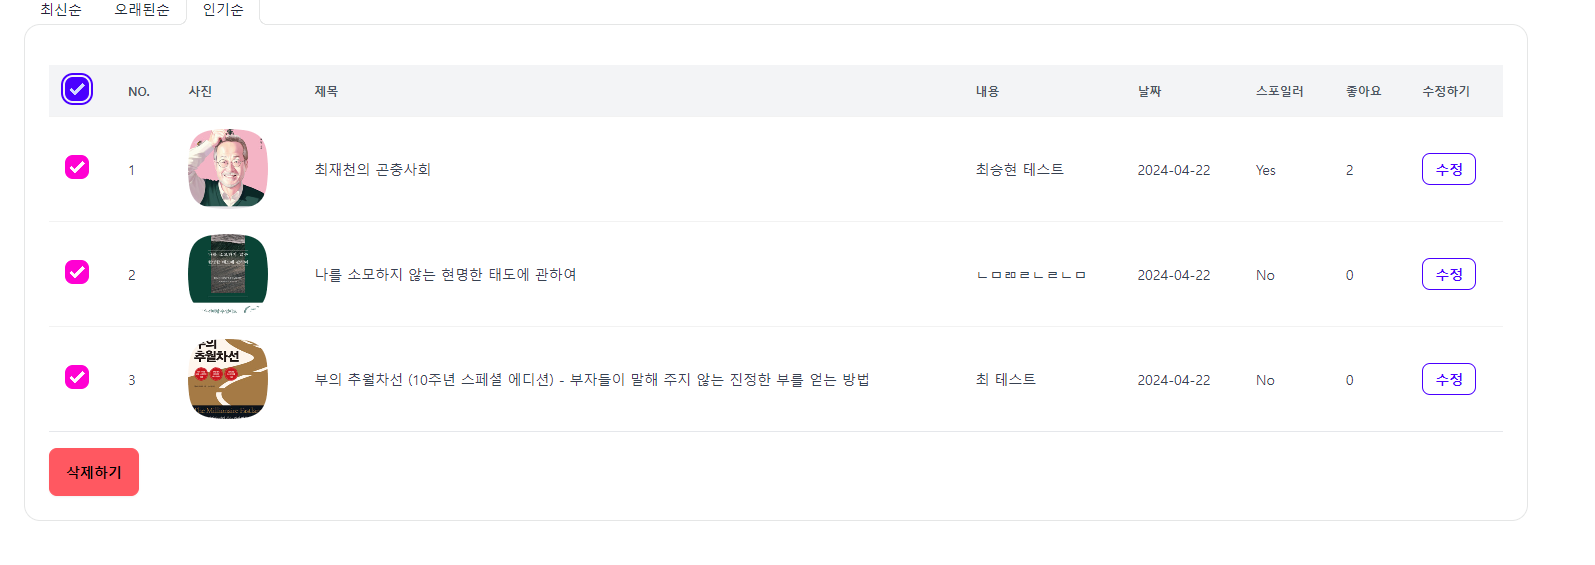 최신순 오래된순 인기순
NO. 사진 제목 내용 날짜 스포일러 좋아요 수정하기
1 최재천의 곤충사회 최승현 테스트 2024-04-22 Yes 2 수정
2 나를 소모하지 않는 현명한 태도에 관하여 2024-04-22 No 0 수정
추월차선
The Millionaire
3 부의 추월차선 (10주년 스페셜 에디션) - 부자들이 말해 주지 않는 진정한 부를 얻는 방법 최 테스트 2024-04-22 No 0 수정
삭제하기